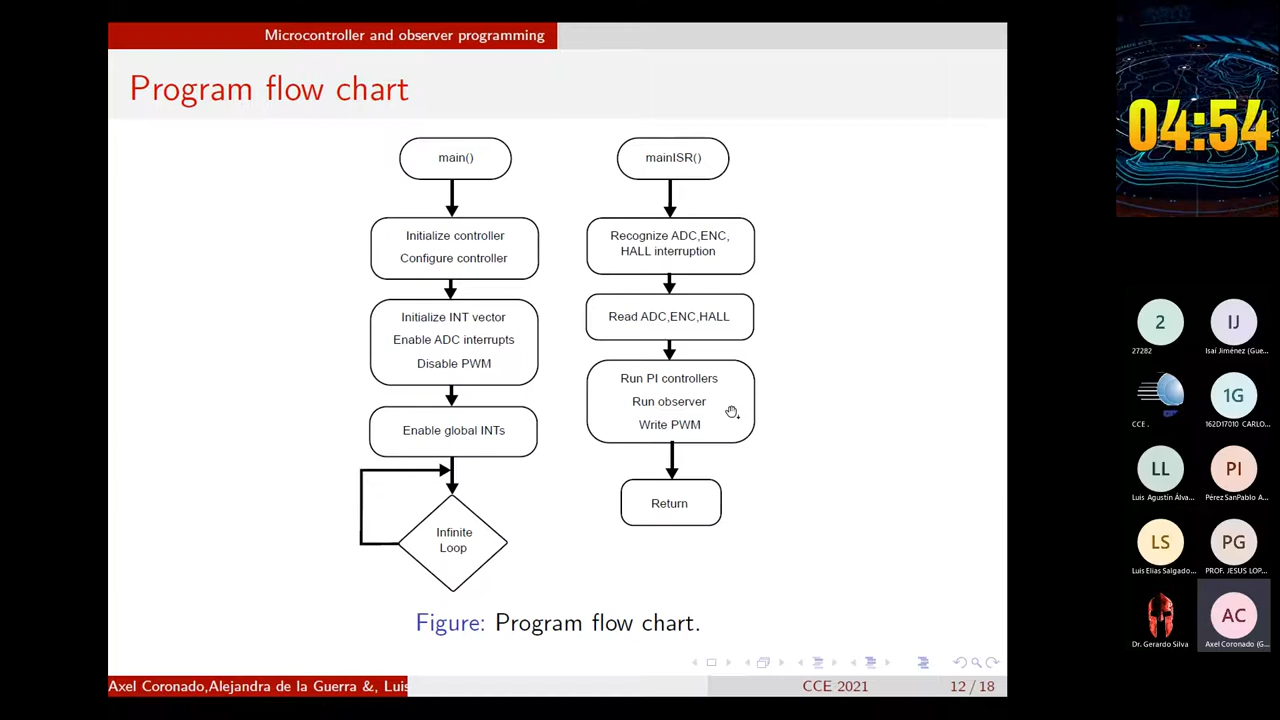 Microcontroller and observer programming
Program flow chart
main()
Initialize controller
Configure controller
Initialize INT vector
Enable ADC interrupts
Disable PWM
Enable global INTs
Infinite
Loop
mainISR()
Recognize ADC,ENC,
HALL interruption
Read ADC,ENC,HALL
Run PI controllers
Run observer
Write PWM
Return
Figure: Program flow chart.
Axel Coronado,Alejandra de la Guerra &, Luis
CCE 2021
12 / 18
04:54
2
27282
IJ
Isaí Jiménez (Gue...
CCE .
1G
162D17010 CARLO...
LL
Luis Agustín Álva...
PI
Pérez SanPablo A...
LS
Luis Elias Salgado...
PG
PROF. JESUS LOP...
Dr. Gerardo Silva
AC
Axel Coronado (G...